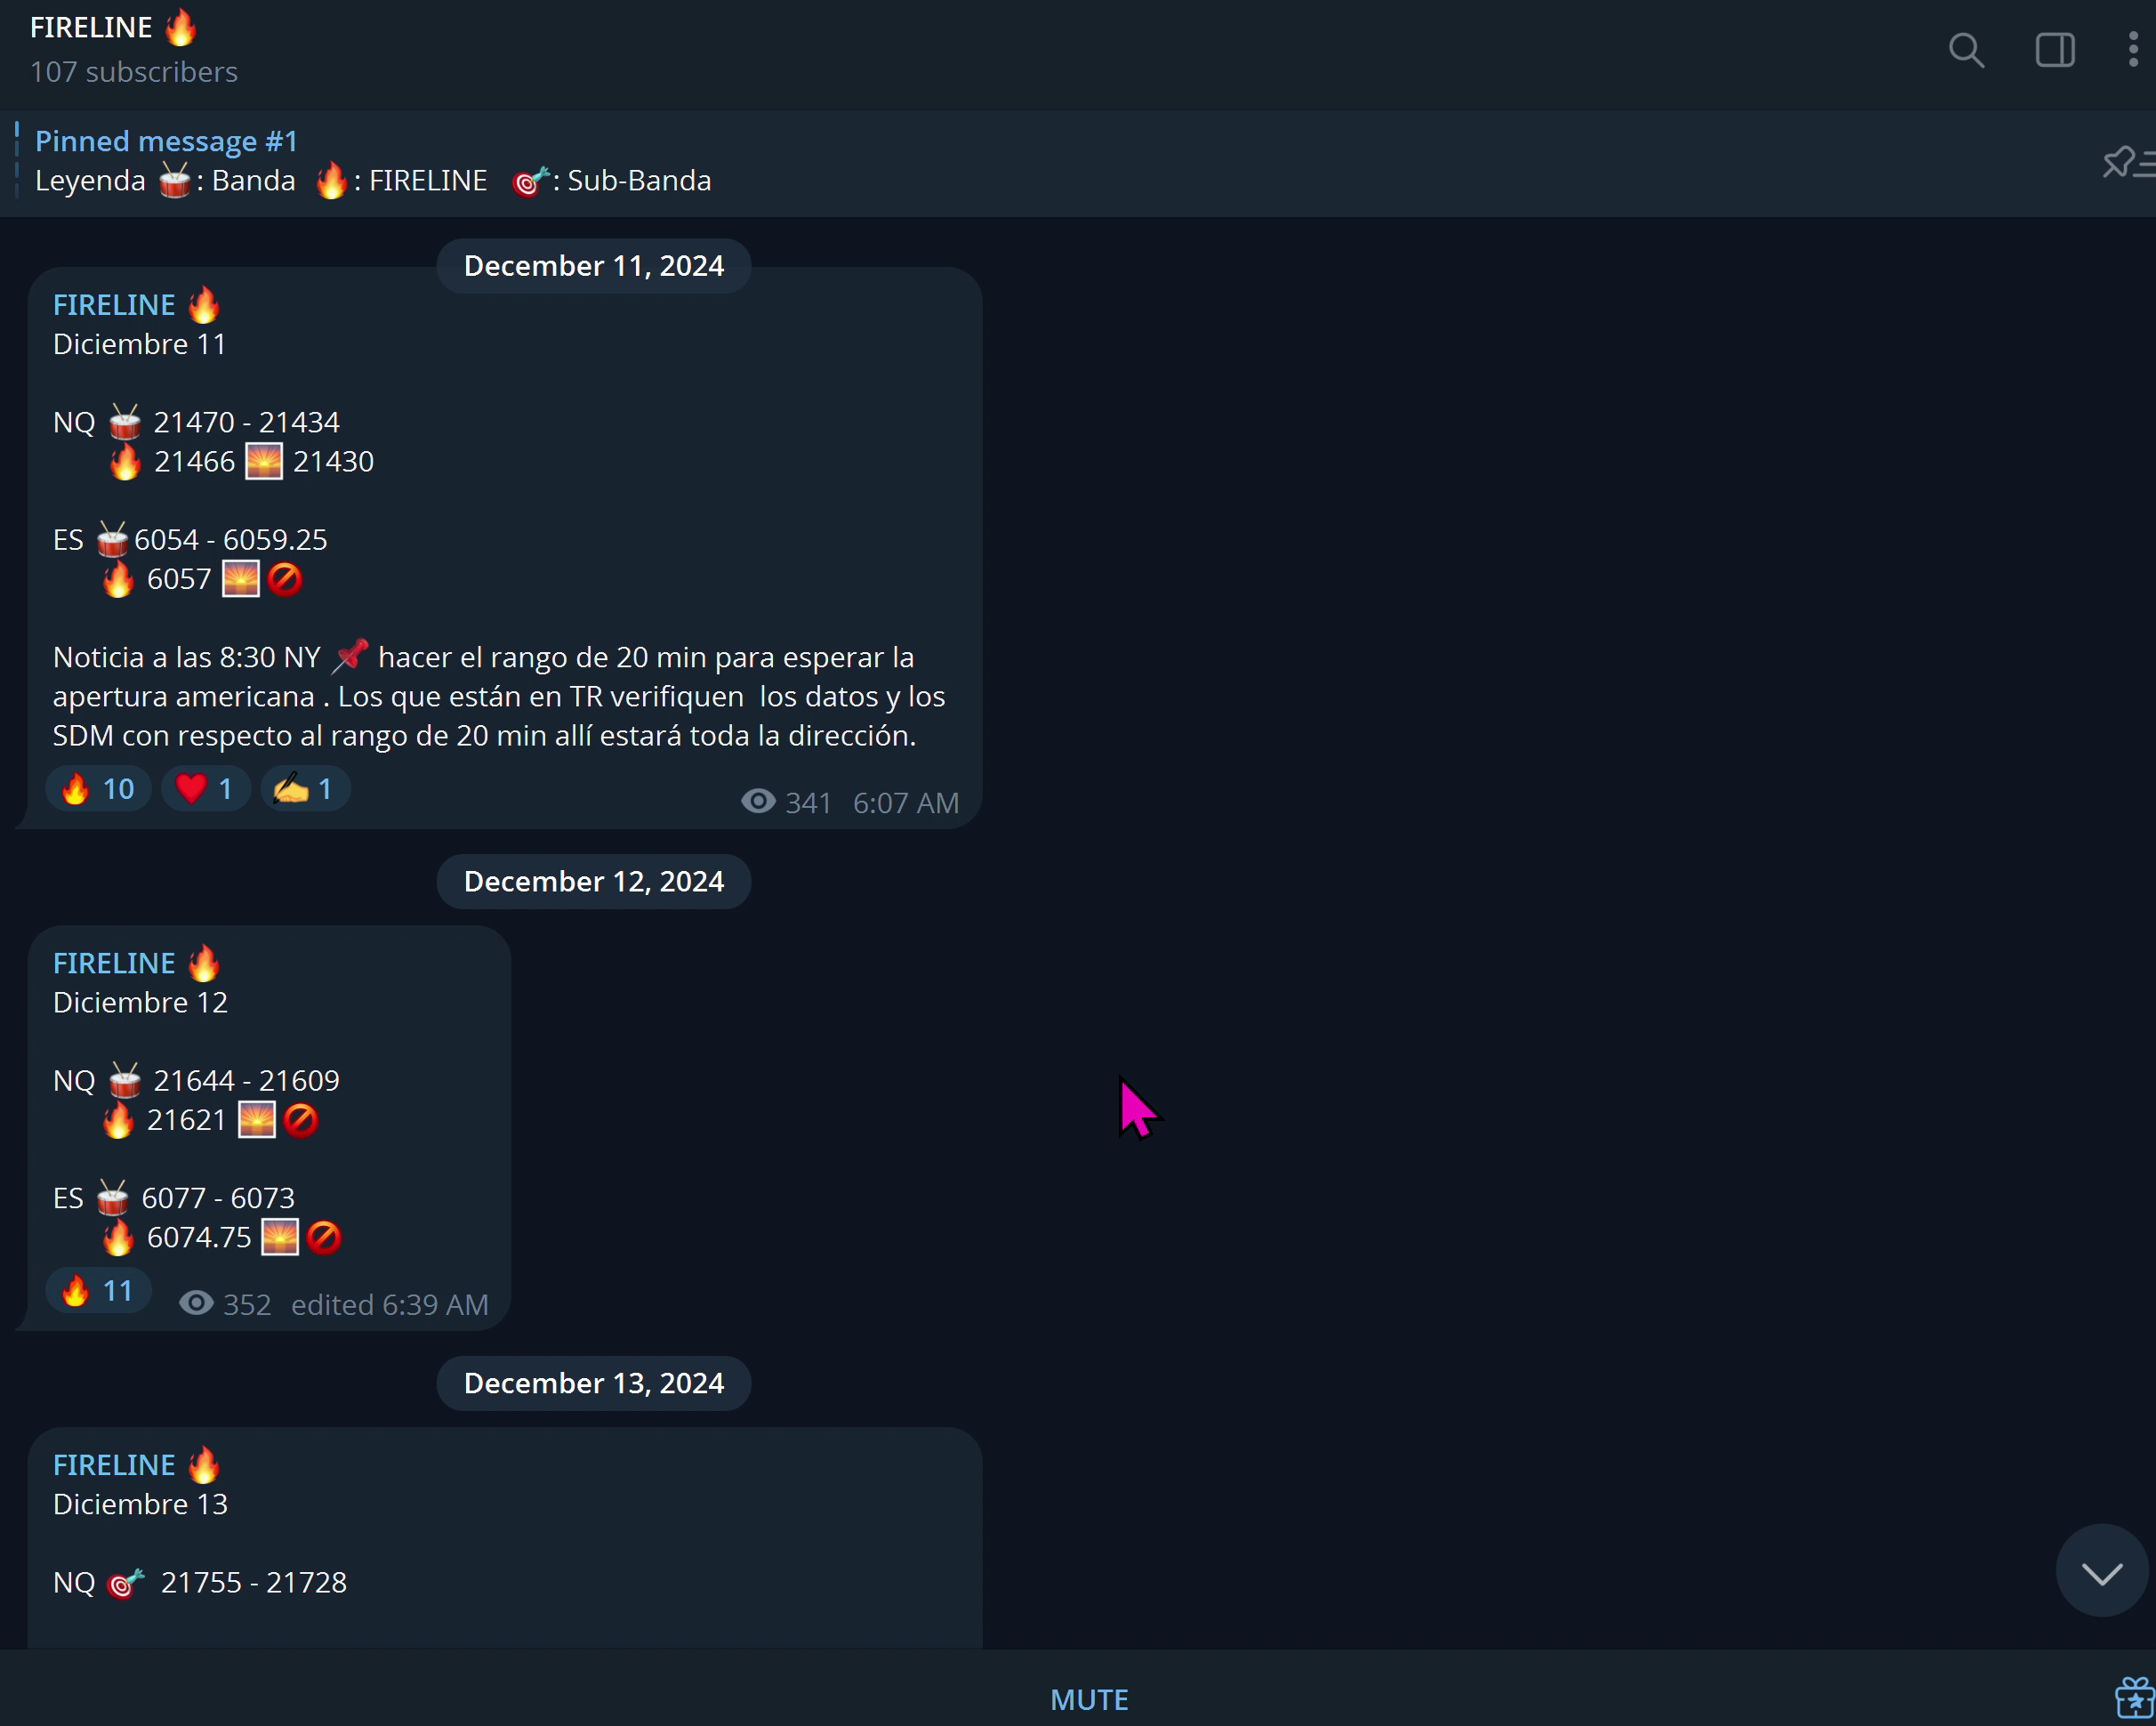 FIRELINE 🔥
107 subscribers
Pinned message #1
Leyenda 🥁: Banda 🔥: FIRELINE 🎯: Sub-Banda
December 11, 2024
FIRELINE 🔥
Diciembre 11
NQ 🥁 21470 - 21434
🔥 21466 🌅 21430
ES 🥁6054 - 6059.25
🔥 6057 🌅🚫
Noticia a las 8:30 NY 📌 hacer el rango de 20 min para esperar la
apertura americana . Los que están en TR verifiquen los datos y los
SDM con respecto al rango de 20 min allí estará toda la dirección.
🔥 10 ❤️ 1 ✍️ 1 341 6:07 AM
December 12, 2024
FIRELINE 🔥
Diciembre 12
NQ 🥁 21644 - 21609
🔥 21621 🌅🚫
ES 🥁 6077 - 6073
🔥 6074.75 🌅🚫
🔥 11 352 edited 6:39 AM
December 13, 2024
FIRELINE 🔥
Diciembre 13
NQ 🎯 21755 - 21728
MUTE